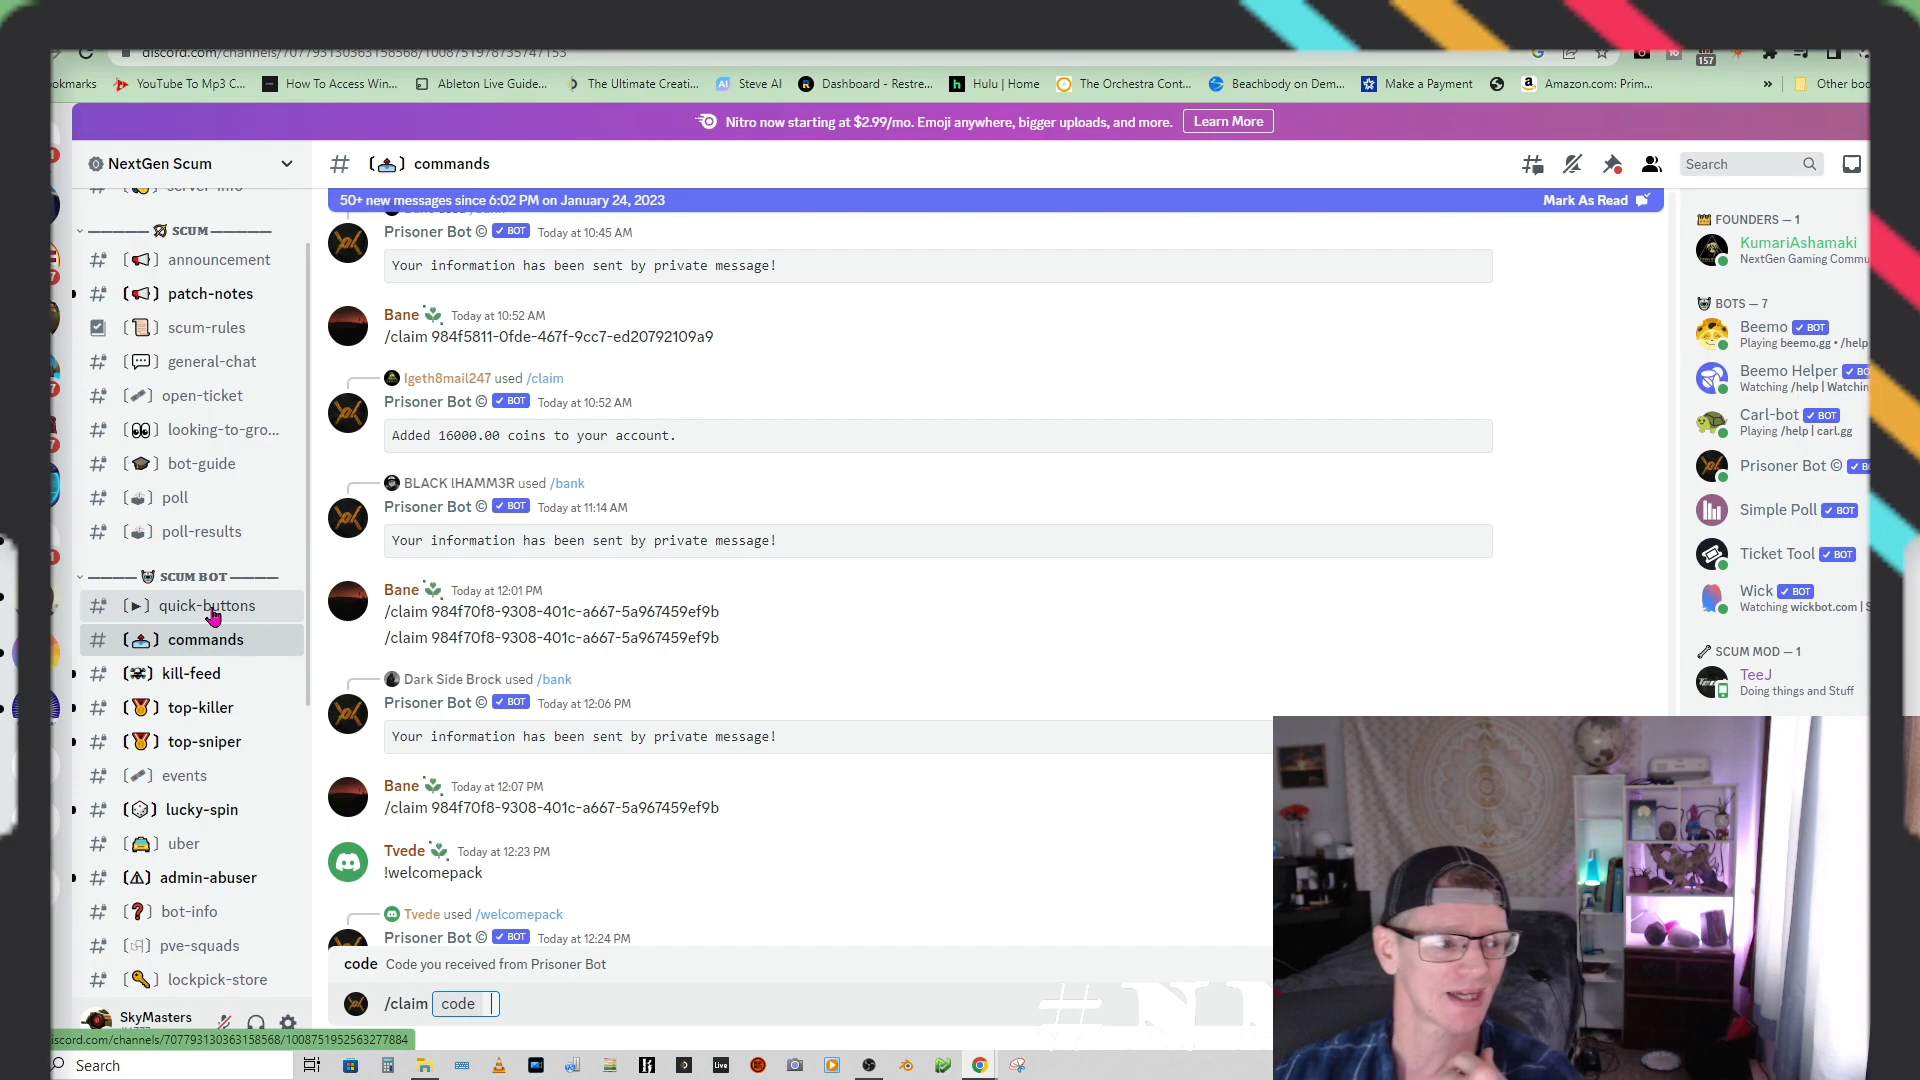 discord.com/channels/707793130363158568/1008751978735747153
157
okmarks
YouTube To Mp3 C...
How To Access Win...
Ableton Live Guide...
The Ultimate Creati...
Steve AI
Dashboard - Restre...
Hulu | Home
The Orchestra Cont...
Beachbody on Dem...
Make a Payment
Amazon.com: Prim...
»
Other boo
Nitro now starting at $2.99/mo. Emoji anywhere, bigger uploads, and more.
Learn More
NextGen Scum
server-info
SCUM
announcement
patch-notes
scum-rules
general-chat
open-ticket
looking-to-gro...
bot-guide
poll
poll-results
SCUM BOT
quick-buttons
commands
kill-feed
top-killer
top-sniper
events
lucky-spin
uber
admin-abuser
bot-info
pve-squads
lockpick-store
SkyMasters
commands
Search
50+ new messages since 6:02 PM on January 24, 2023
Mark As Read
Prisoner Bot © ✓ BOT Today at 10:45 AM
Your information has been sent by private message!
Bane Today at 10:52 AM
/claim 984f5811-0fde-467f-9cc7-ed20792109a9
Igeth8mail247 used /claim
Prisoner Bot © ✓ BOT Today at 10:52 AM
Added 16000.00 coins to your account.
BLACK lHAMM3R used /bank
Prisoner Bot © ✓ BOT Today at 11:14 AM
Your information has been sent by private message!
Bane Today at 12:01 PM
/claim 984f70f8-9308-401c-a667-5a967459ef9b
/claim 984f70f8-9308-401c-a667-5a967459ef9b
Dark Side Brock used /bank
Prisoner Bot © ✓ BOT Today at 12:06 PM
Your information has been sent by private message!
Bane Today at 12:07 PM
/claim 984f70f8-9308-401c-a667-5a967459ef9b
Tvede Today at 12:23 PM
!welcomepack
Tvede used /welcomepack
Prisoner Bot © ✓ BOT Today at 12:24 PM
code Code you received from Prisoner Bot
/claim code
FOUNDERS — 1
KumariAshamaki
NextGen Gaming Commu
BOTS — 7
Beemo ✓ BOT
Playing beemo.gg • /help
Beemo Helper ✓ BO
Watching /help | Watchin
Carl-bot ✓ BOT
Playing /help | carl.gg
Prisoner Bot © ✓ B
Simple Poll ✓ BOT
Ticket Tool ✓ BOT
Wick ✓ BOT
Watching wickbot.com | S
SCUM MOD — 1
TeeJ
Doing things and Stuff
iscord.com/channels/707793130363158568/1008751952563277884
Search
Live